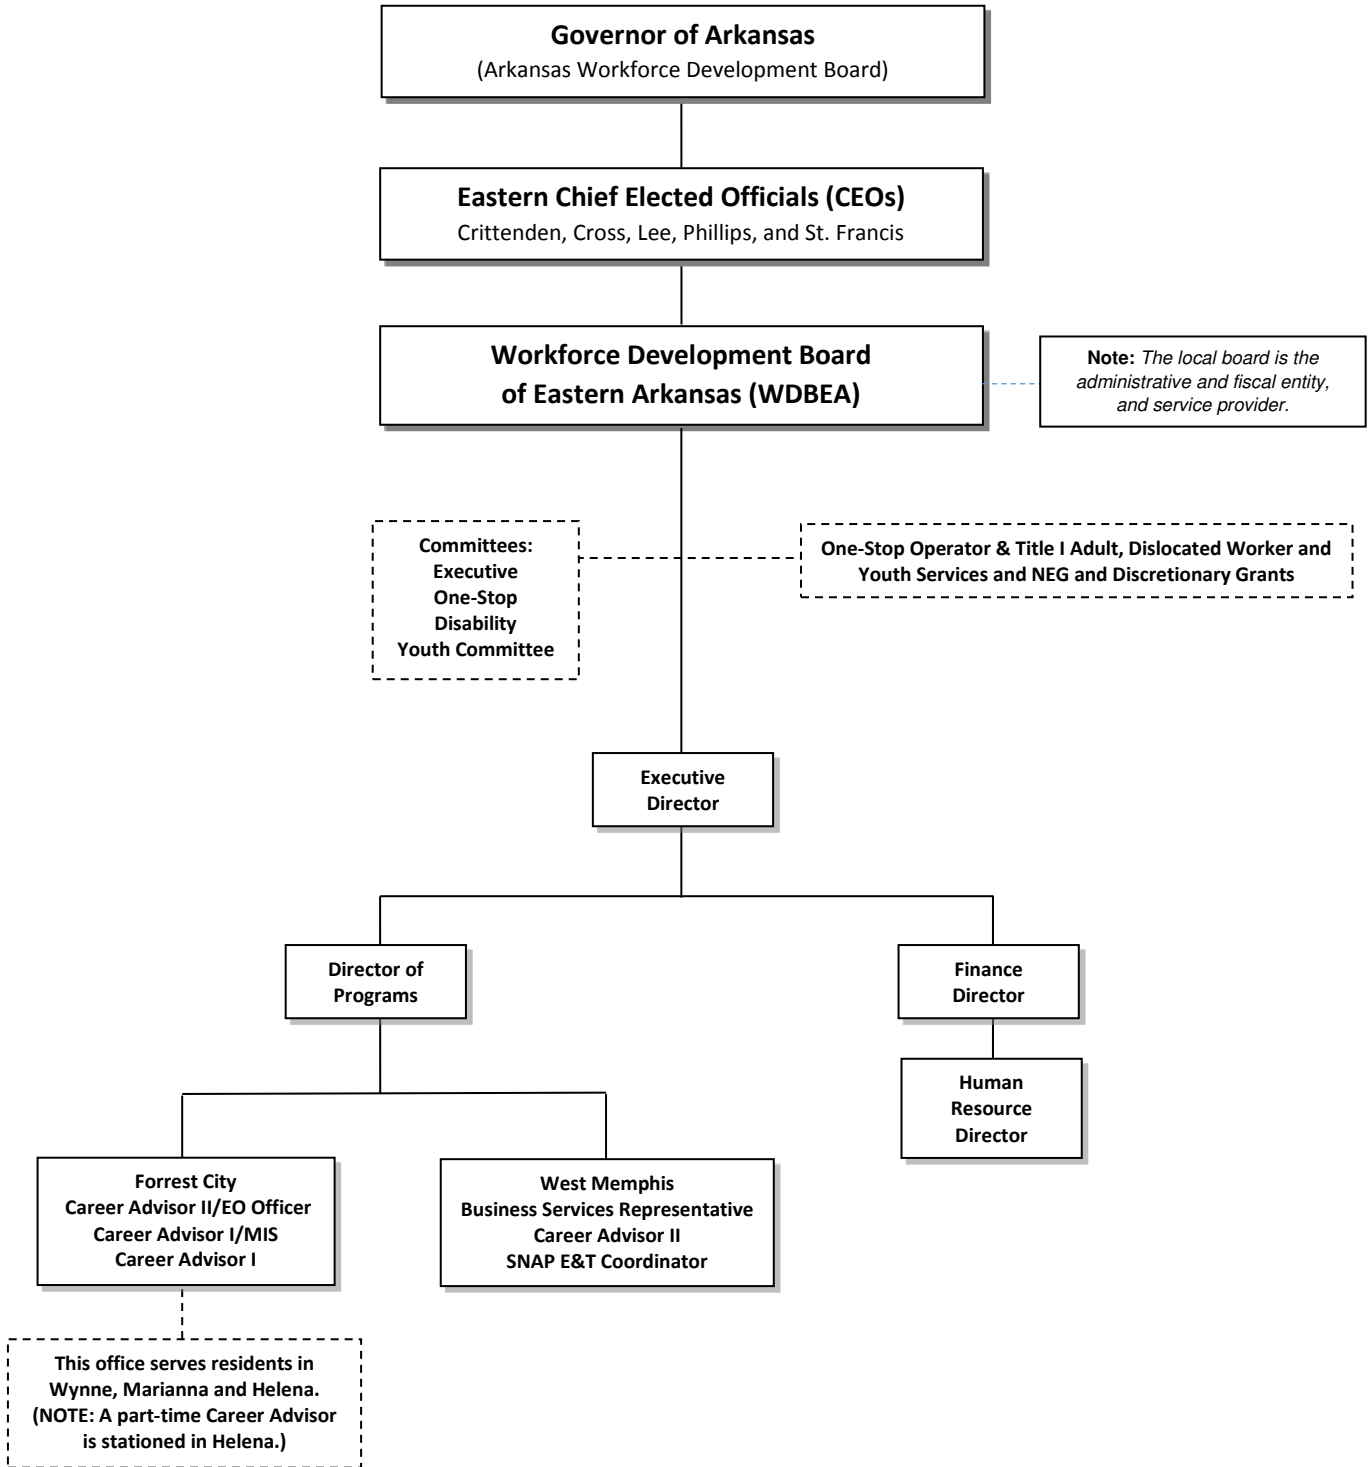 Governor of Arkansas
(Arkansas Workforce Development Board)
Eastern Chief Elected Officials (CEOs)
Crittenden, Cross, Lee, Phillips, and St. Francis
Workforce Development Board
of Eastern Arkansas (WDBEA)
Note: The local board is the
administrative and fiscal entity,
and service provider.
Committees:
Executive
One-Stop
Disability
Youth Committee
One-Stop Operator & Title I Adult, Dislocated Worker and
Youth Services and NEG and Discretionary Grants
Executive
Director
Director of
Programs
Finance
Director
Human
Resource
Director
Forrest City
Career Advisor II/EO Officer
Career Advisor I/MIS
Career Advisor I
West Memphis
Business Services Representative
Career Advisor II
SNAP E&T Coordinator
This office serves residents in
Wynne, Marianna and Helena.
(NOTE: A part-time Career Advisor
is stationed in Helena.)